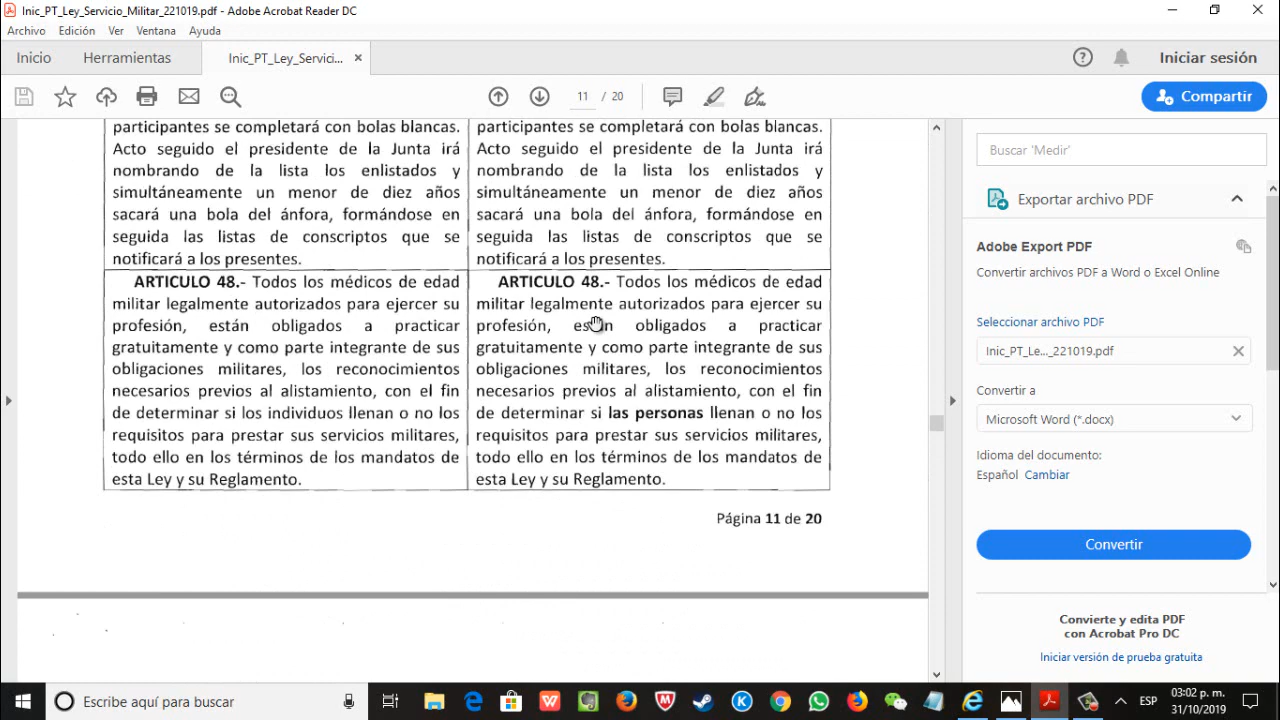 Inic_PT_Ley_Servicio_Militar_221019.pdf - Adobe Acrobat Reader DC
Archivo Edición Ver Ventana Ayuda
Inicio Herramientas Inic_PT_Ley_Servici... × Iniciar sesión
11 / 20 Compartir
participantes se completará con bolas blancas.
Acto seguido el presidente de la Junta irá
nombrando de la lista los enlistados y
simultáneamente un menor de diez años
sacará una bola del ánfora, formándose en
seguida las listas de conscriptos que se
notificará a los presentes.
ARTICULO 48.- Todos los médicos de edad
militar legalmente autorizados para ejercer su
profesión, están obligados a practicar
gratuitamente y como parte integrante de sus
obligaciones militares, los reconocimientos
necesarios previos al alistamiento, con el fin
de determinar si los individuos llenan o no los
requisitos para prestar sus servicios militares,
todo ello en los términos de los mandatos de
esta Ley y su Reglamento.
participantes se completará con bolas blancas.
Acto seguido el presidente de la Junta irá
nombrando de la lista los enlistados y
simultáneamente un menor de diez años
sacará una bola del ánfora, formándose en
seguida las listas de conscriptos que se
notificará a los presentes.
ARTICULO 48.- Todos los médicos de edad
militar legalmente autorizados para ejercer su
profesión, están obligados a practicar
gratuitamente y como parte integrante de sus
obligaciones militares, los reconocimientos
necesarios previos al alistamiento, con el fin
de determinar si las personas llenan o no los
requisitos para prestar sus servicios militares,
todo ello en los términos de los mandatos de
esta Ley y su Reglamento.
Página 11 de 20
Buscar 'Medir'
Exportar archivo PDF
Adobe Export PDF
Convertir archivos PDF a Word o Excel Online
Seleccionar archivo PDF
Inic_PT_Le..._221019.pdf
Convertir a
Microsoft Word (*.docx)
Idioma del documento:
Español Cambiar
Convertir
Convierte y edita PDF
con Acrobat Pro DC
Iniciar versión de prueba gratuita
Escribe aquí para buscar
ESP
03:02 p. m.
31/10/2019